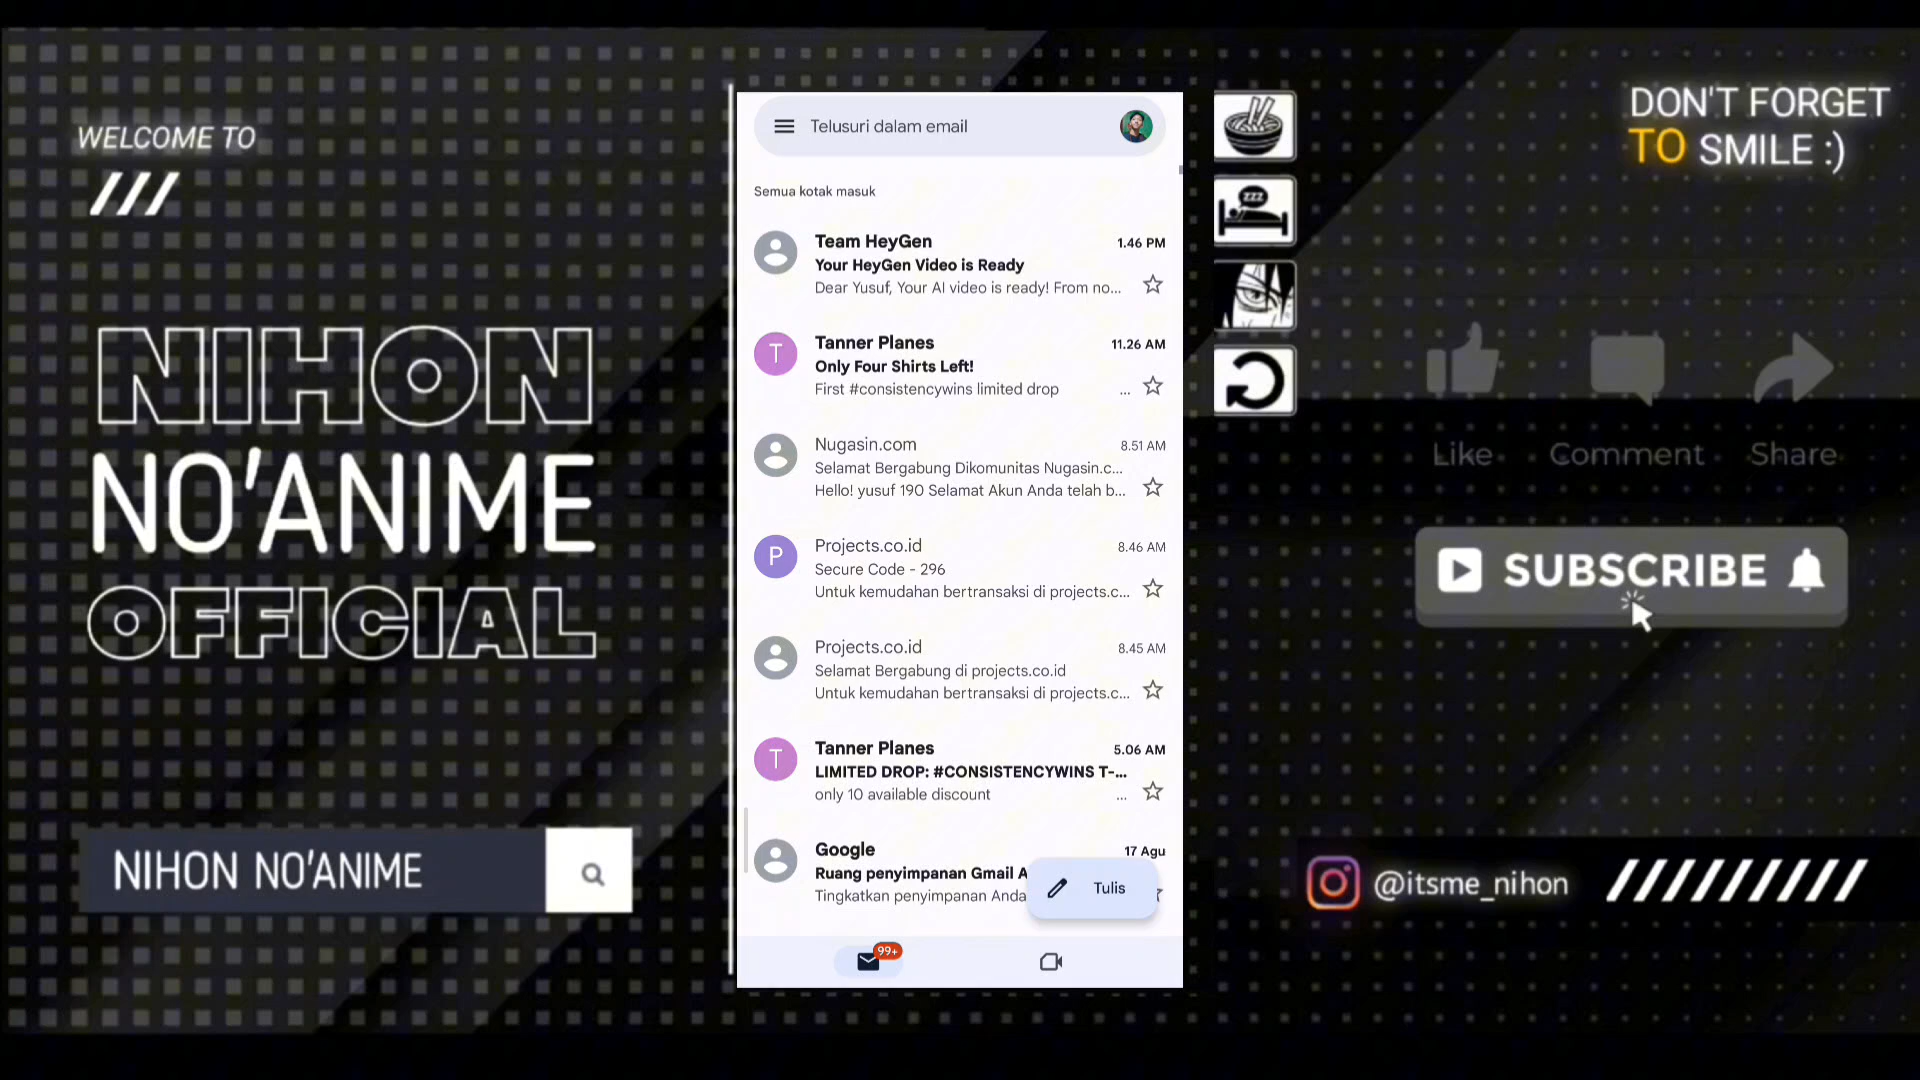 WELCOME TO
NIHON
NO'ANIME
OFFICIAL
NIHON NO'ANIME
Telusuri dalam email
Semua kotak masuk
Team HeyGen 1.46 PM
Your HeyGen Video is Ready
Dear Yusuf, Your AI video is ready! From no...
T
Tanner Planes 11.26 AM
Only Four Shirts Left!
First #consistencywins limited drop ...
Nugasin.com 8.51 AM
Selamat Bergabung Dikomunitas Nugasin.c...
Hello! yusuf 190 Selamat Akun Anda telah b...
P
Projects.co.id 8.46 AM
Secure Code - 296
Untuk kemudahan bertransaksi di projects.c...
Projects.co.id 8.45 AM
Selamat Bergabung di projects.co.id
Untuk kemudahan bertransaksi di projects.c...
T
Tanner Planes 5.06 AM
LIMITED DROP: #CONSISTENCYWINS T-...
only 10 available discount ...
Google 17 Agu
Ruang penyimpanan Gmail A
Tingkatkan penyimpanan Anda
Tulis
99+
zzz
DON'T FORGET
TO SMILE :)
Like Comment Share
SUBSCRIBE
@itsme_nihon